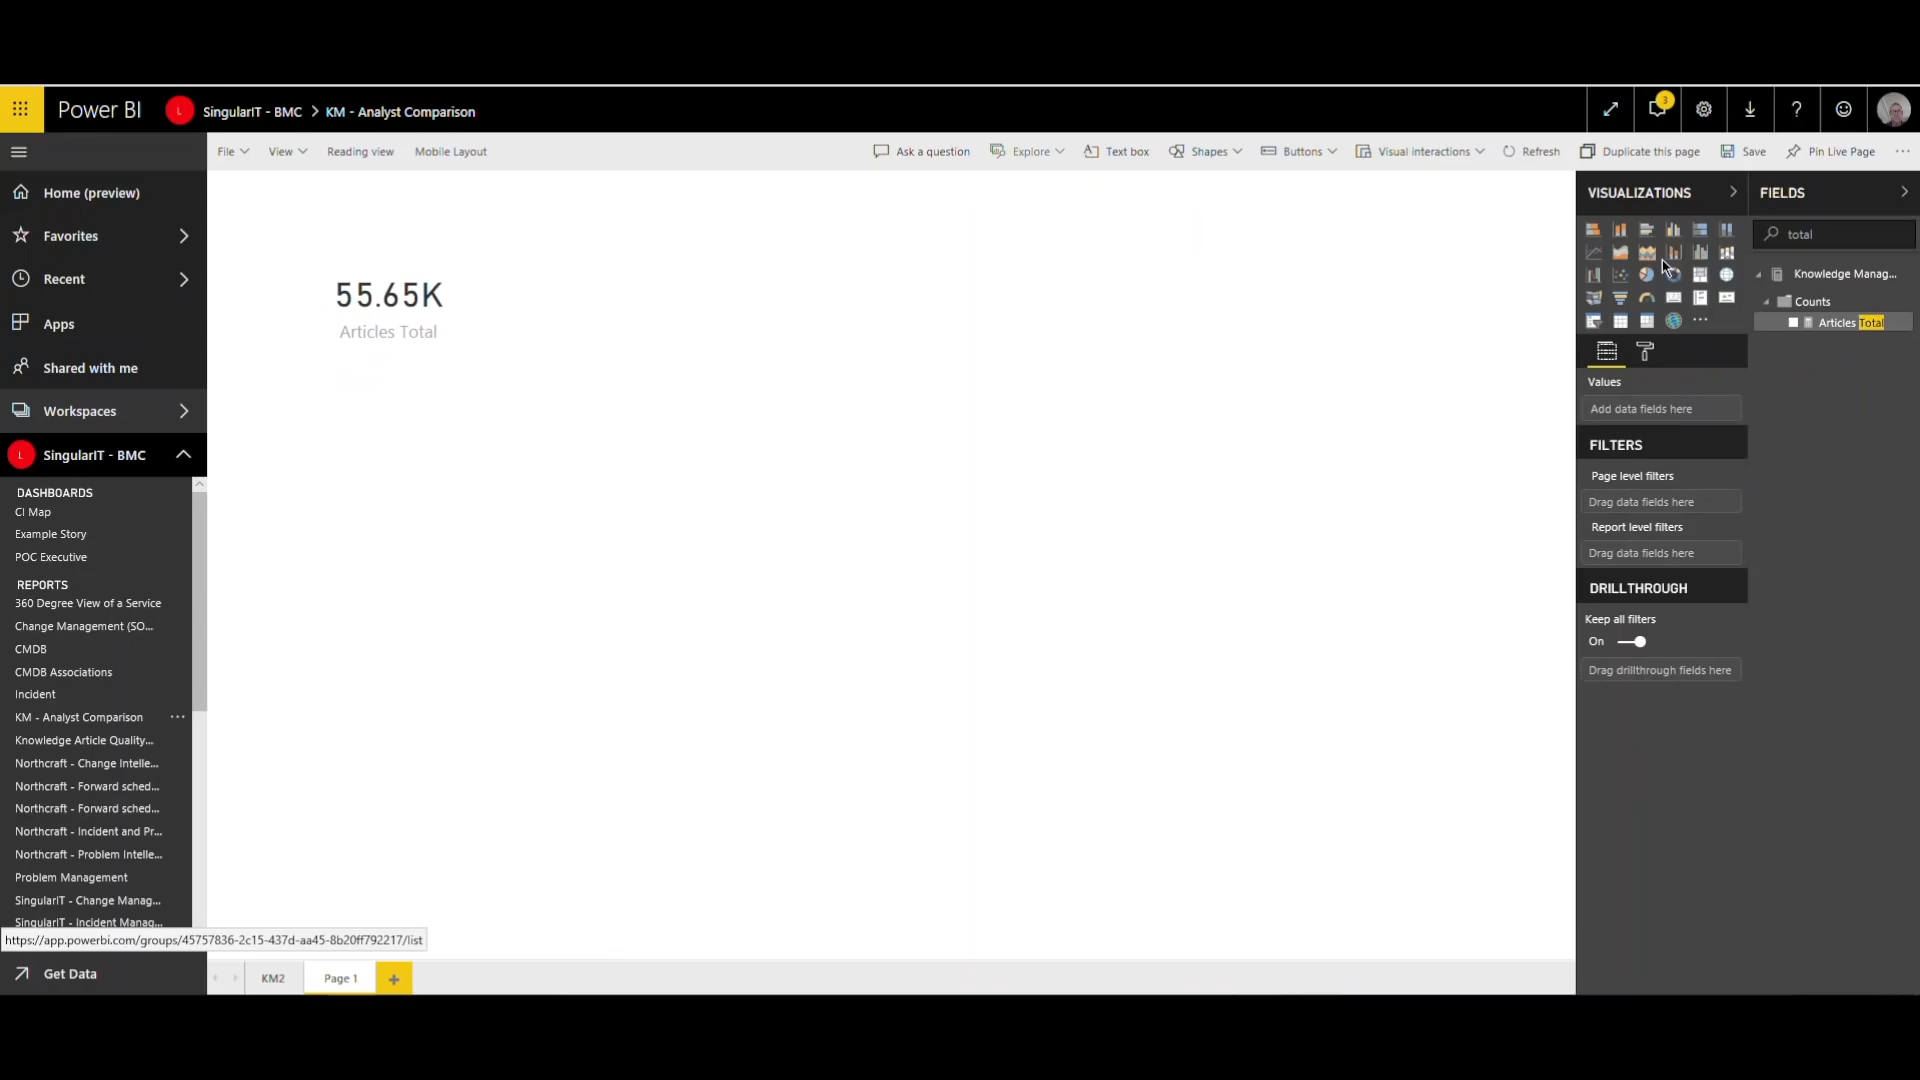 Power BI
L
SingularIT - BMC > KM - Analyst Comparison
3
?
File
View
Reading view
Mobile Layout
Ask a question
Explore
Text box
Shapes
Buttons
Visual interactions
Refresh
Duplicate this page
Save
Pin Live Page
...
Home (preview)
Favorites
Recent
Apps
Shared with me
Workspaces
L
SingularIT - BMC
DASHBOARDS
CI Map
Example Story
POC Executive
REPORTS
360 Degree View of a Service
Change Management (SO...
CMDB
CMDB Associations
Incident
KM - Analyst Comparison
...
Knowledge Article Quality...
Northcraft - Change Intelle...
Northcraft - Forward sched...
Northcraft - Forward sched...
Northcraft - Incident and Pr...
Northcraft - Problem Intelle...
Problem Management
SingularIT - Change Manag...
SingularIT - Incident Manag...
https://app.powerbi.com/groups/45757836-2c15-437d-aa45-8b20ff792217/list
Get Data
55.65K
Articles Total
KM2
Page 1
+
VISUALIZATIONS
...
Values
Add data fields here
FILTERS
Page level filters
Drag data fields here
Report level filters
Drag data fields here
DRILLTHROUGH
Keep all filters
On
Drag drillthrough fields here
FIELDS
total
Knowledge Manag...
Counts
Articles Total